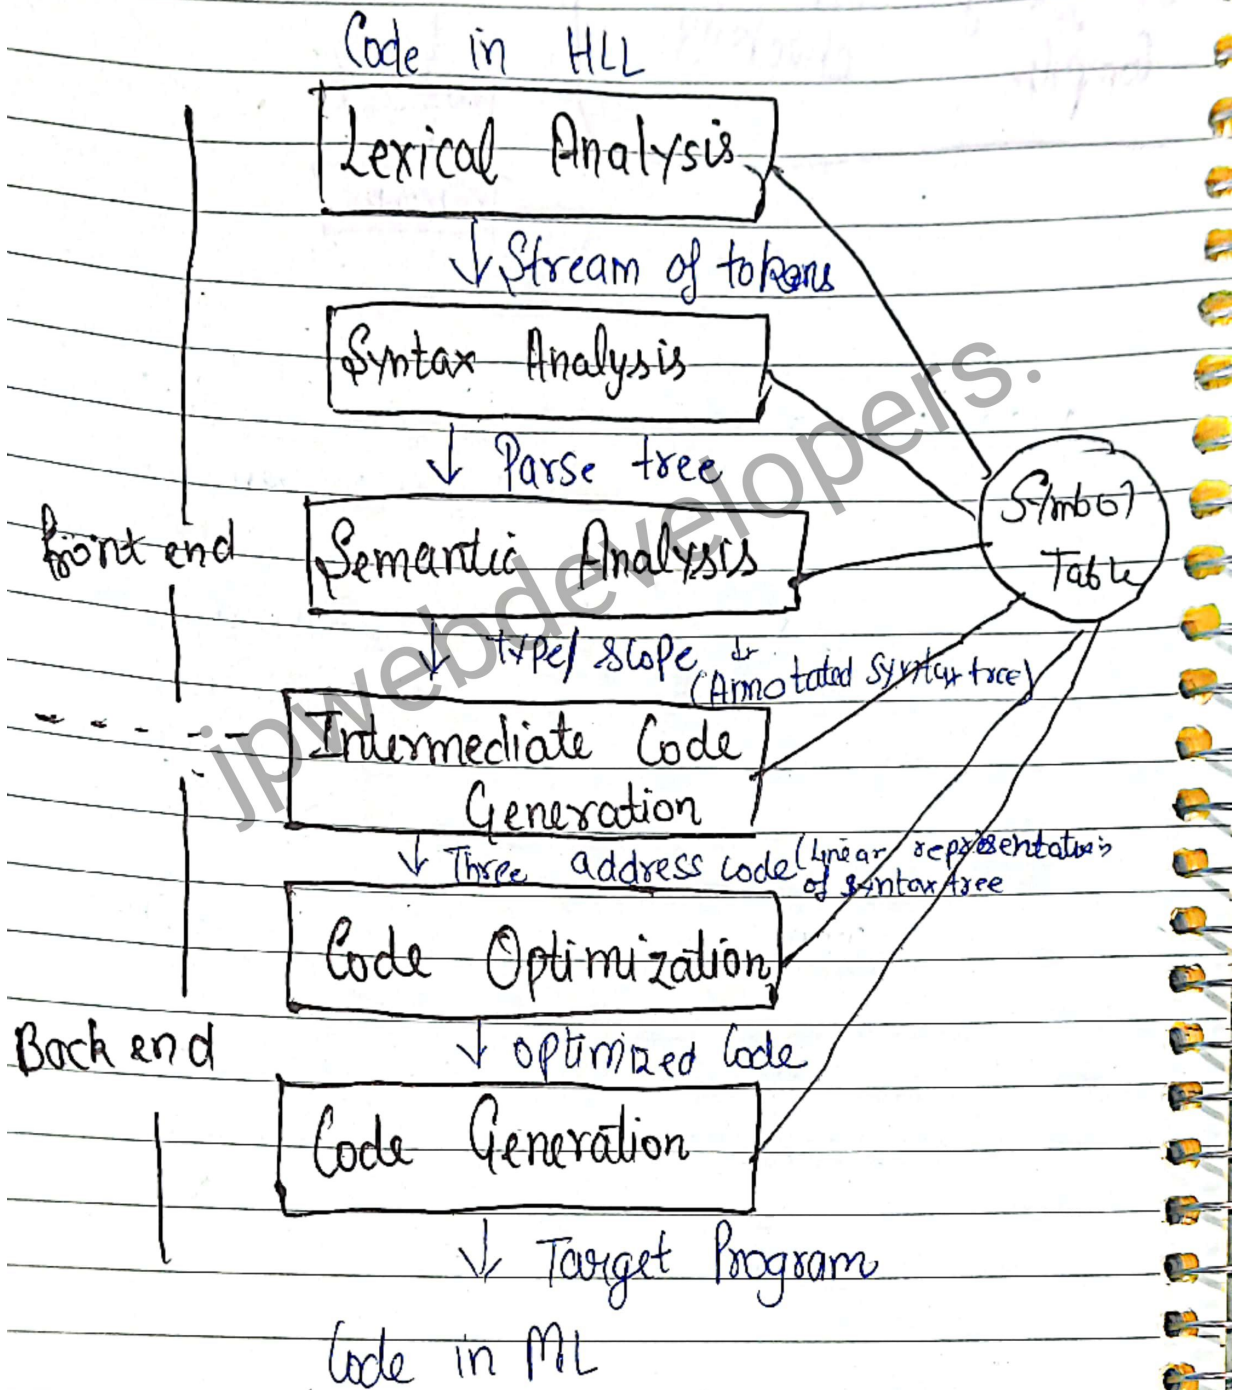 Code in HLL
Lexical Analysis
Stream of tokens
Syntax Analysis
Parse tree
Symbol
Table
Front end
Semantic Analysis
type/ scope
(Annotated Syntax tree)
Intermediate Code
Generation
Three address code (Linear representation
of syntax tree
Code Optimization
Back end
optimized Code
Code Generation
Target Program
Code in ML
jpwebdevelopers.